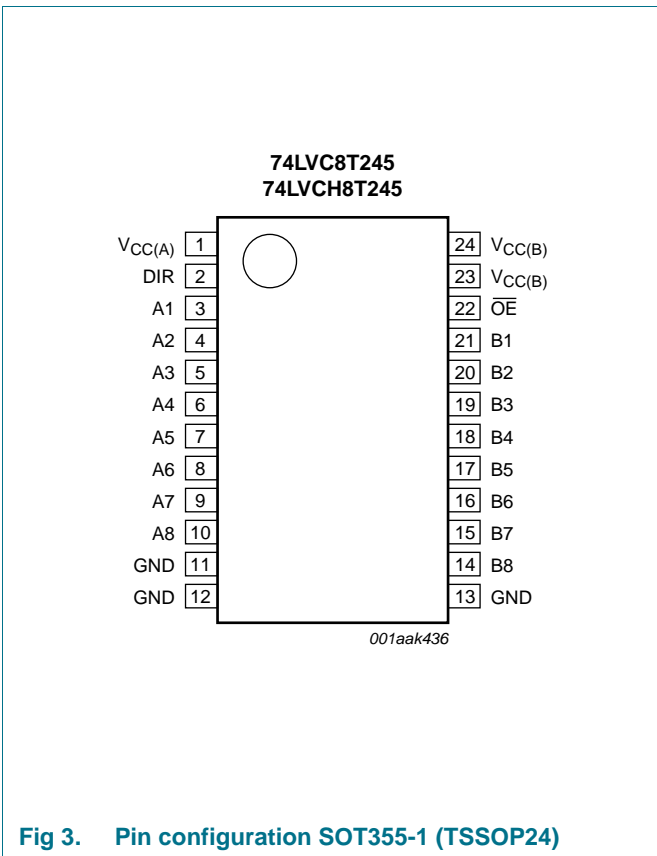 74LVC8T245
74LVCH8T245
VCC(A) 1 24 VCC(B)
DIR 2 23 VCC(B)
A1 3 22 O̅E̅
A2 4 21 B1
A3 5 20 B2
A4 6 19 B3
A5 7 18 B4
A6 8 17 B5
A7 9 16 B6
A8 10 15 B7
GND 11 14 B8
GND 12 13 GND
001aak436
Fig 3. Pin configuration SOT355-1 (TSSOP24)